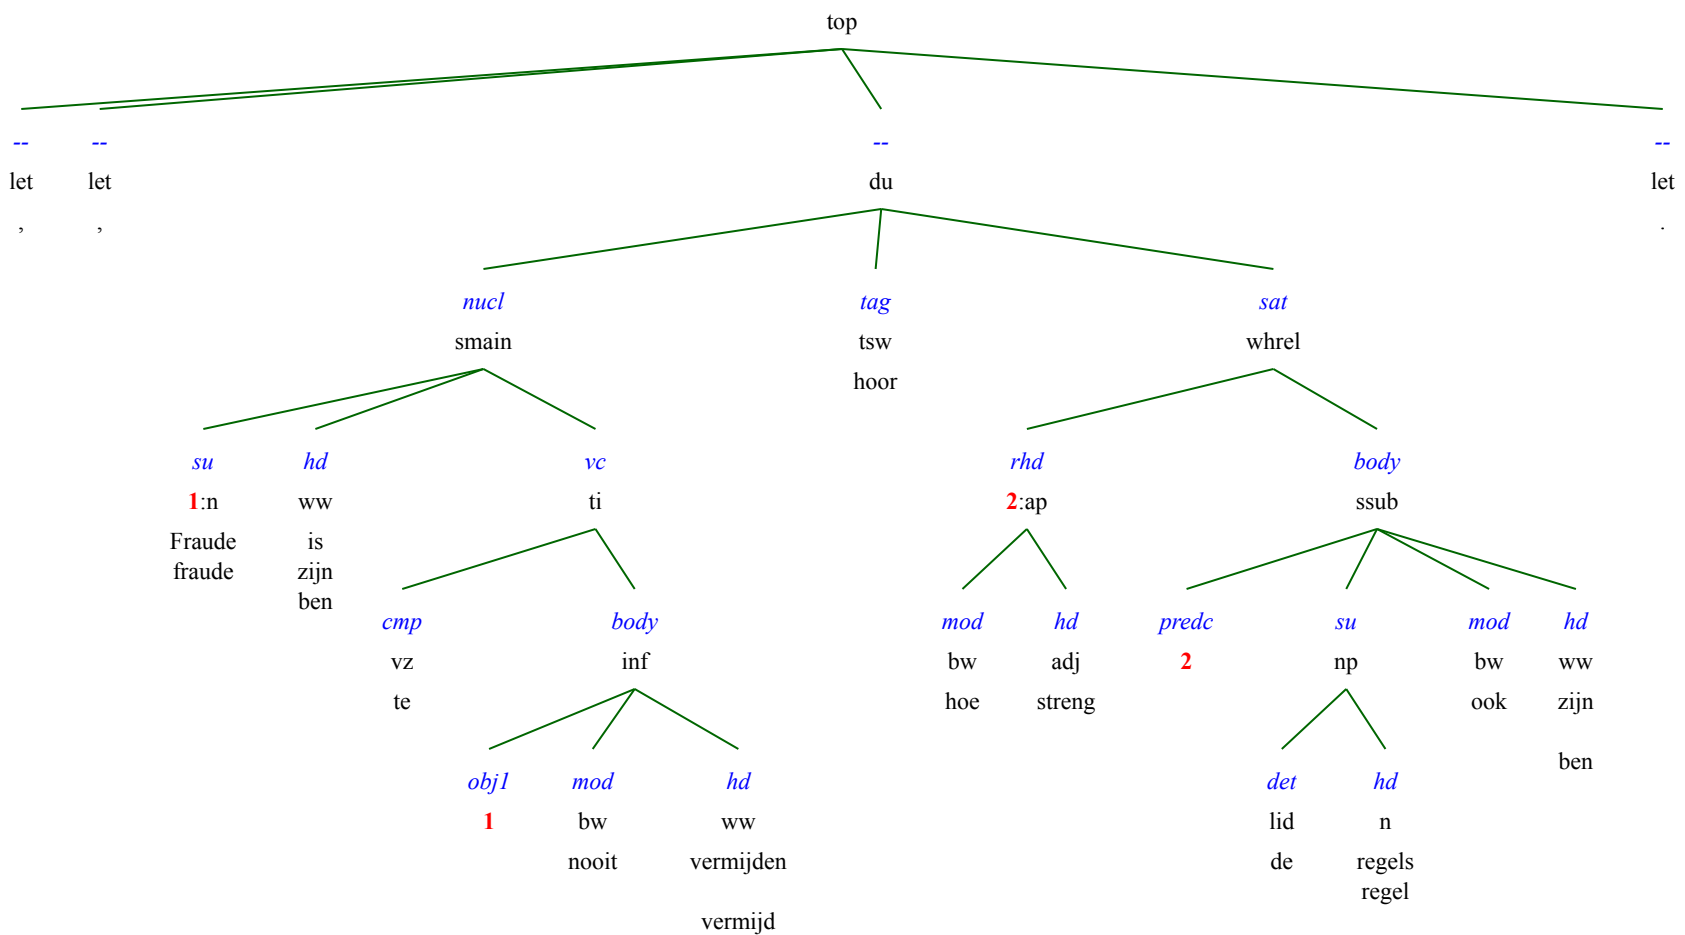 top
-- -- -- --
let let du let
, , .
nucl tag sat
smain tsw whrel
hoor
su hd vc rhd body
1:n ww ti 2:ap ssub
Fraude is
fraude zijn
ben
cmp body mod hd predc su mod hd
vz inf bw adj 2 np bw ww
te hoe streng ook zijn
ben
obj1 mod hd det hd
1 bw ww lid n
nooit vermijden de regels
regel
vermijd